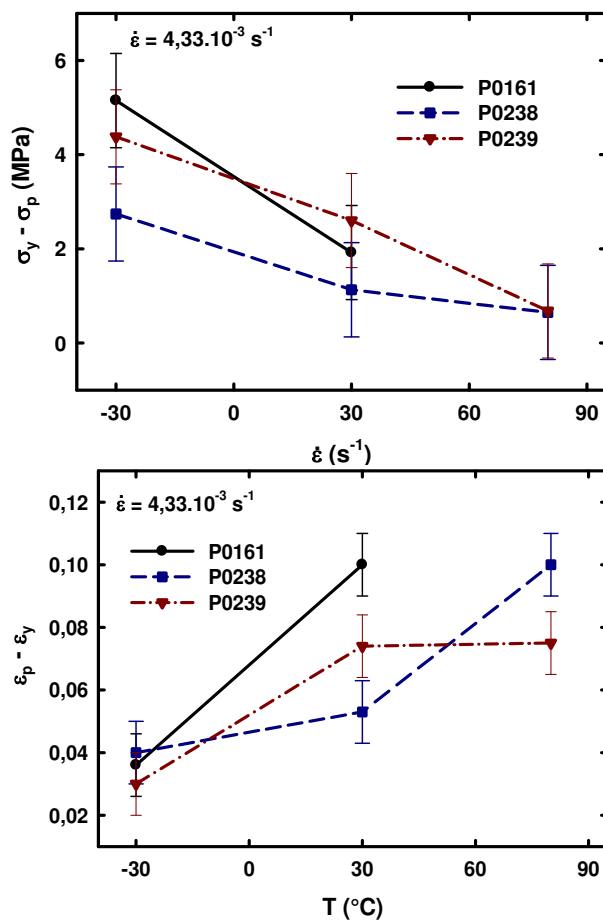 ε̇ = 4,33.10⁻³ s⁻¹
P0161
P0238
P0239
σy - σp (MPa)
6
4
2
0
-30 0 30 60 90
ε̇ (s⁻¹)
ε̇ = 4,33.10⁻³ s⁻¹
P0161
P0238
P0239
εp - εy
0,12
0,10
0,08
0,06
0,04
0,02
-30 0 30 60 90
T (°C)